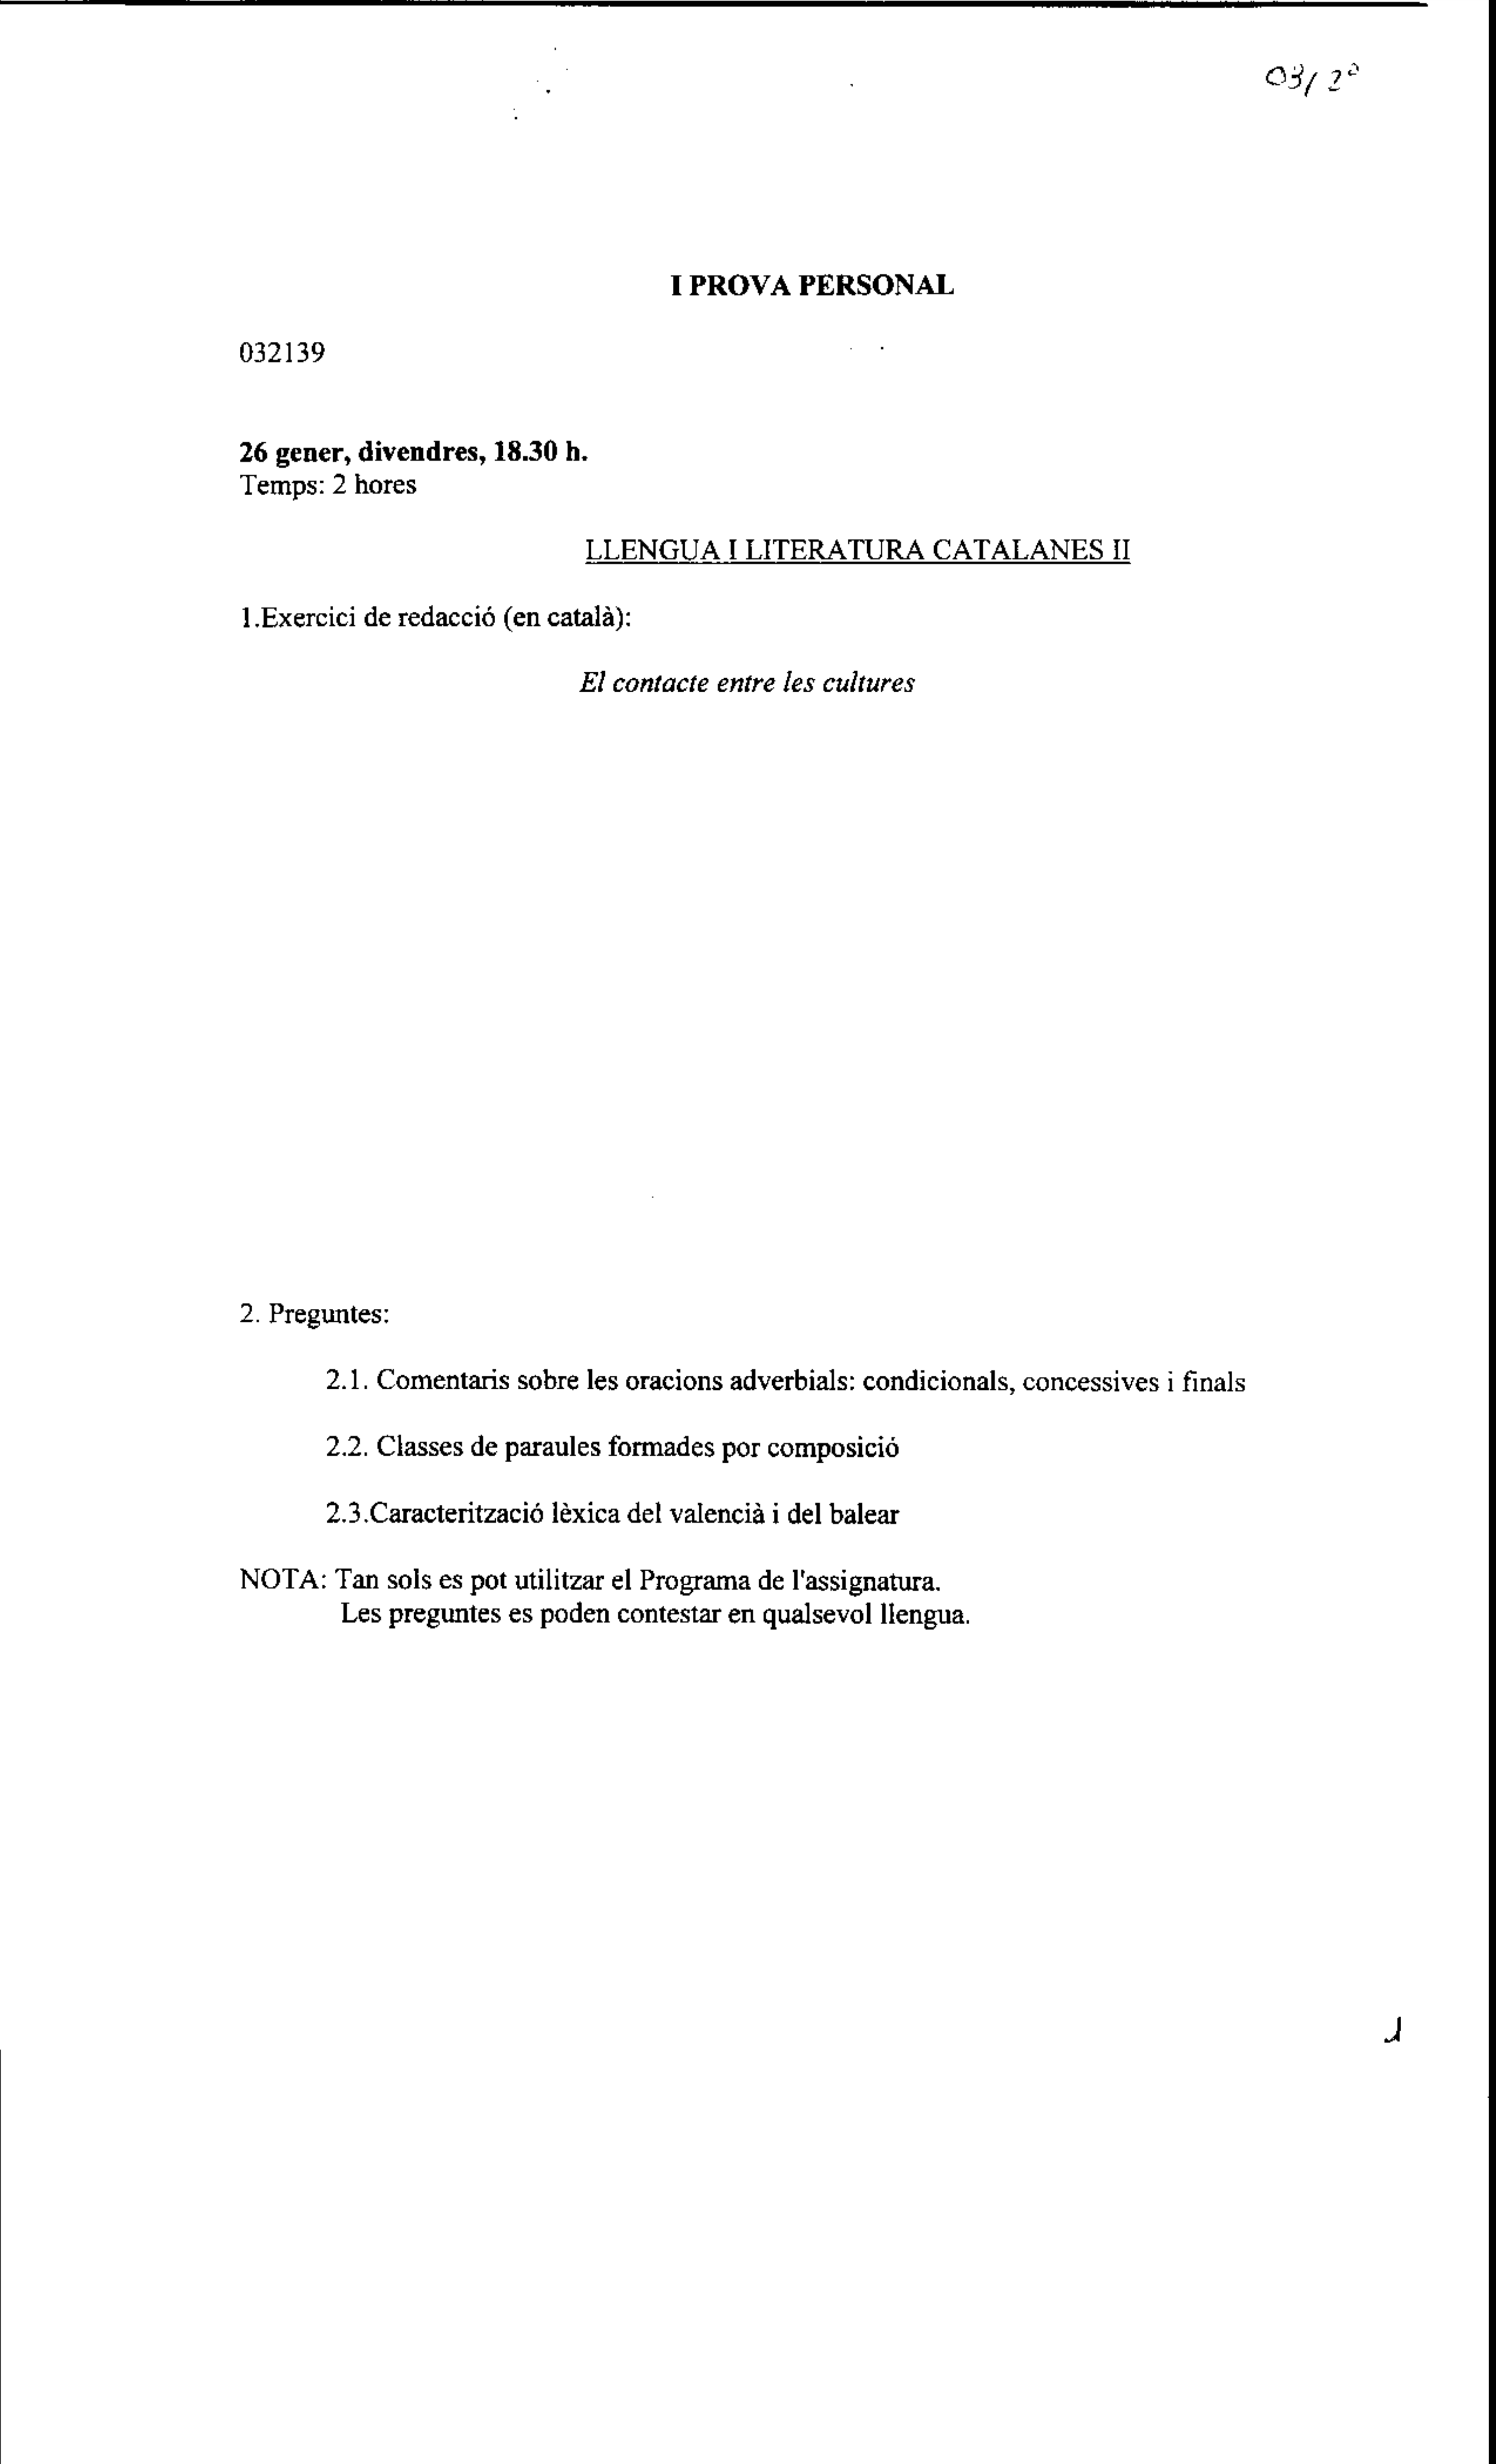 03/2º
I PROVA PERSONAL
032139
26 gener, divendres, 18.30 h.
Temps: 2 hores
LLENGUA I LITERATURA CATALANES II
1.Exercici de redacció (en català):
El contacte entre les cultures
2. Preguntes:
2.1. Comentaris sobre les oracions adverbials: condicionals, concessives i finals
2.2. Classes de paraules formades por composició
2.3.Caracterització lèxica del valencià i del balear
NOTA: Tan sols es pot utilitzar el Programa de l'assignatura.
Les preguntes es poden contestar en qualsevol llengua.